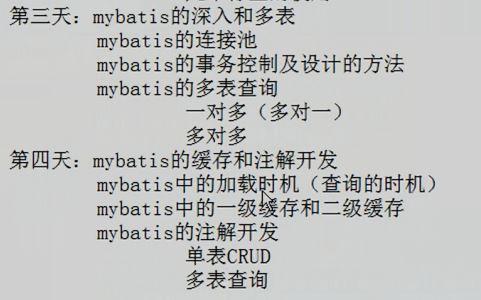 第三天：mybatis的深入和多表
mybatis的连接池
mybatis的事务控制及设计的方法
mybatis的多表查询
一对多（多对一）
多对多
第四天：mybatis的缓存和注解开发
mybatis中的加载时机（查询的时机）
mybatis中的一级缓存和二级缓存
mybatis的注解开发
单表CRUD
多表查询